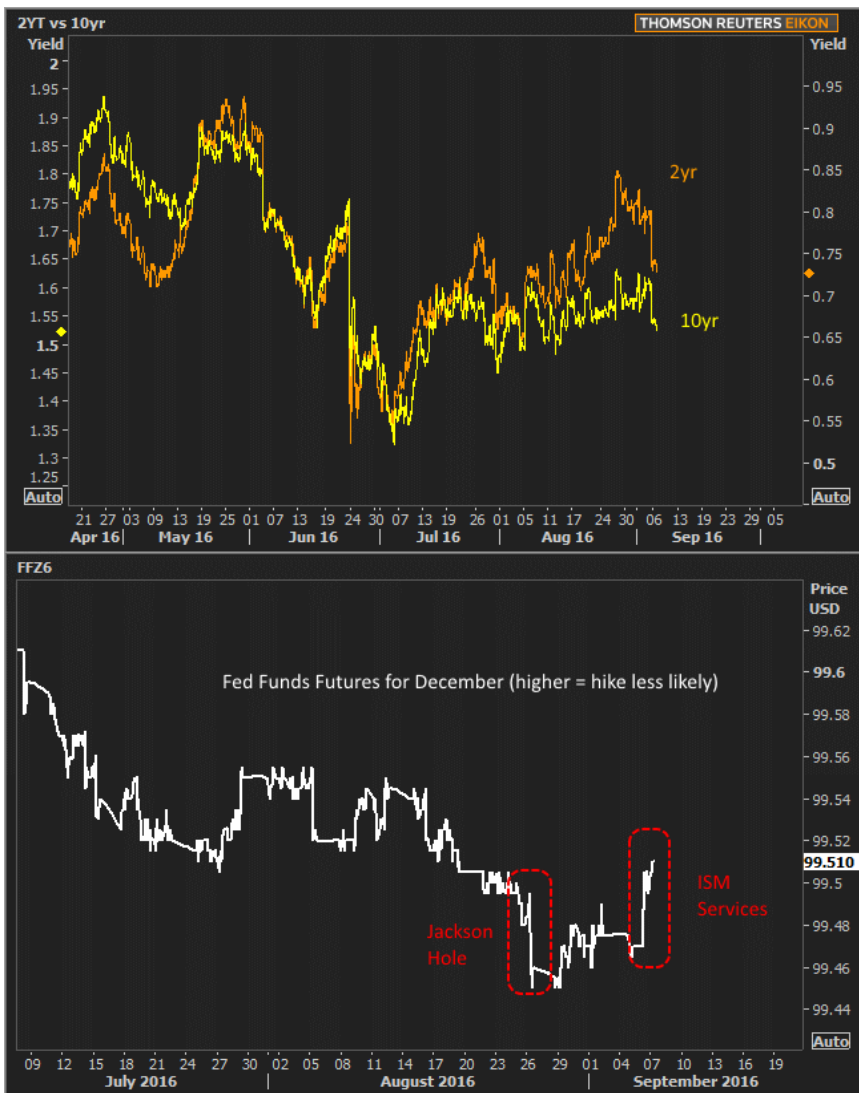 2YT vs 10yr
THOMSON REUTERS EIKON
Yield
Yield
2
1.95
1.9
1.85
1.8
1.75
1.7
1.65
1.6
1.55
1.5
1.45
1.4
1.35
1.3
1.25
Auto
0.95
0.9
0.85
0.8
0.75
0.7
0.65
0.6
0.55
0.5
Auto
2yr
10yr
21 27 03 09 13 19 25 01 07 13 19 24 30 07 13 19 26 01 05 11 17 24 30 06 13 19 23 29 05
Apr 16 May 16 Jun 16 Jul 16 Aug 16 Sep 16
FFZ6
Price
USD
Fed Funds Futures for December (higher = hike less likely)
99.62
99.6
99.58
99.56
99.54
99.52
99.510
99.5
99.48
99.46
99.44
Auto
Jackson
Hole
ISM
Services
09 12 15 18 21 24 27 30 02 05 08 11 14 17 20 23 26 29 01 04 07 10 13 16 19
July 2016 August 2016 September 2016